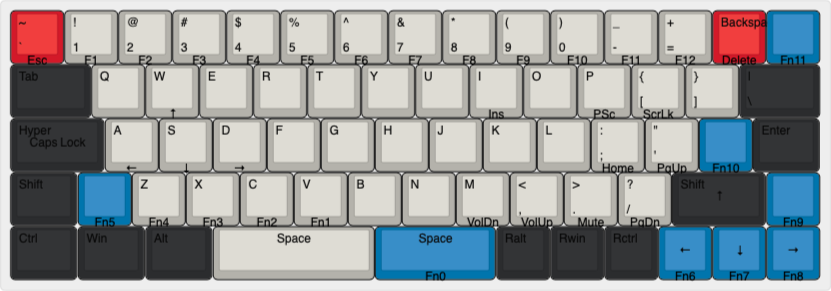 ~ ! @ # $ % ^ & * ( ) _ + Backspa
` 1 2 3 4 5 6 7 8 9 0 - =
Esc F1 F2 F3 F4 F5 F6 F7 F8 F9 F10 F11 F12 Delete Fn11
Tab Q W E R T Y U I O P { } |
[ ] \
↑ Ins PSc ScrLk
Hyper A S D F G H J K L : " Enter
Caps Lock
; '
← ↓ → Home PgUp Fn10
Shift Z X C V B N M < > ? Shift
↑
, . /
Fn5 Fn4 Fn3 Fn2 Fn1 VolDn VolUp Mute PgDn Fn9
Ctrl Win Alt Space Space Ralt Rwin Rctrl
← ↓ →
Fn0 Fn6 Fn7 Fn8